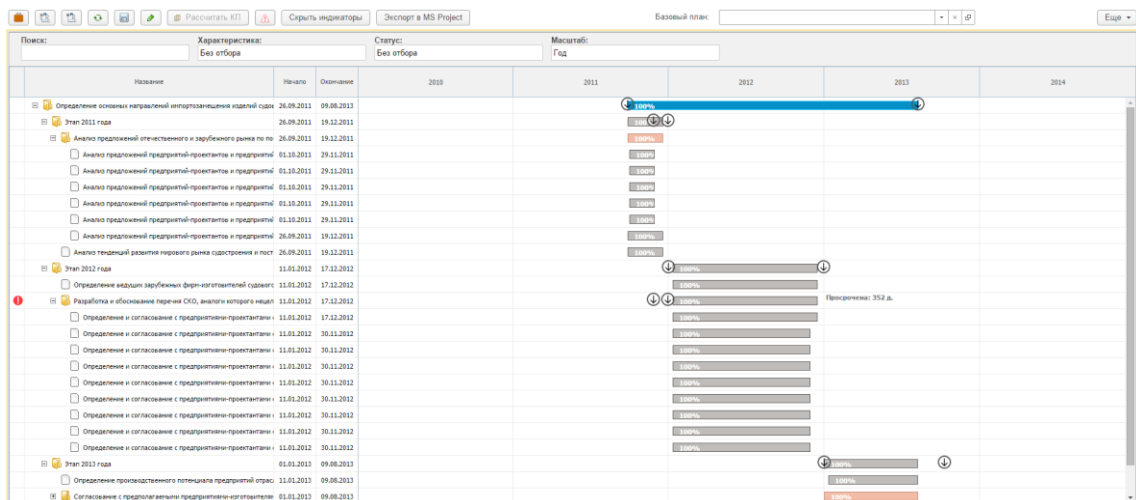 Рассчитать КП Скрыть индикаторы Экспорт в MS Project Базовый план: Еще
Поиск: Характеристика: Статус: Масштаб:
Без отбора Без отбора Год
Название Начало Окончание 2010 2011 2012 2013 2014
Определение основных направлений импортозамещения изделий судов 26.09.2011 09.08.2013 100%
Этап 2011 года 26.09.2011 19.12.2011 100%
Анализ предложений отечественного и зарубежного рынка по по 26.09.2011 19.12.2011 100%
Анализ предложений предприятий-проектантов и предприятий 01.10.2011 29.11.2011 100%
Анализ предложений предприятий-проектантов и предприятий 01.10.2011 29.11.2011 100%
Анализ предложений предприятий-проектантов и предприятий 01.10.2011 29.11.2011 100%
Анализ предложений предприятий-проектантов и предприятий 01.10.2011 29.11.2011 100%
Анализ предложений предприятий-проектантов и предприятий 01.10.2011 29.11.2011 100%
Анализ предложений предприятий-проектантов и предприятий 26.09.2011 19.12.2011 100%
Анализ тенденций развития мирового рынка судостроения и пост 26.09.2011 19.12.2011 100%
Этап 2012 года 11.01.2012 17.12.2012 100%
Определение ведущих зарубежных фирм-изготовителей судового 11.01.2012 17.12.2012 100%
Разработка и обоснование перечня СКО, аналоги которого нецел 11.01.2012 17.12.2012 100% Просрочена: 352 д.
Определение и согласование с предприятиями-проектантами 11.01.2012 17.12.2012 100%
Определение и согласование с предприятиями-проектантами 11.01.2012 30.11.2012 100%
Определение и согласование с предприятиями-проектантами 11.01.2012 30.11.2012 100%
Определение и согласование с предприятиями-проектантами 11.01.2012 30.11.2012 100%
Определение и согласование с предприятиями-проектантами 11.01.2012 30.11.2012 100%
Определение и согласование с предприятиями-проектантами 11.01.2012 30.11.2012 100%
Определение и согласование с предприятиями-проектантами 11.01.2012 30.11.2012 100%
Определение и согласование с предприятиями-проектантами 11.01.2012 30.11.2012 100%
Определение и согласование с предприятиями-проектантами 11.01.2012 30.11.2012 100%
Этап 2013 года 01.01.2013 09.08.2013 100%
Определение производственного потенциала предприятий отрас 11.01.2013 09.08.2013 100%
Согласование с предполагаемыми предприятиями-изготовителям 01.01.2013 09.08.2013 100%